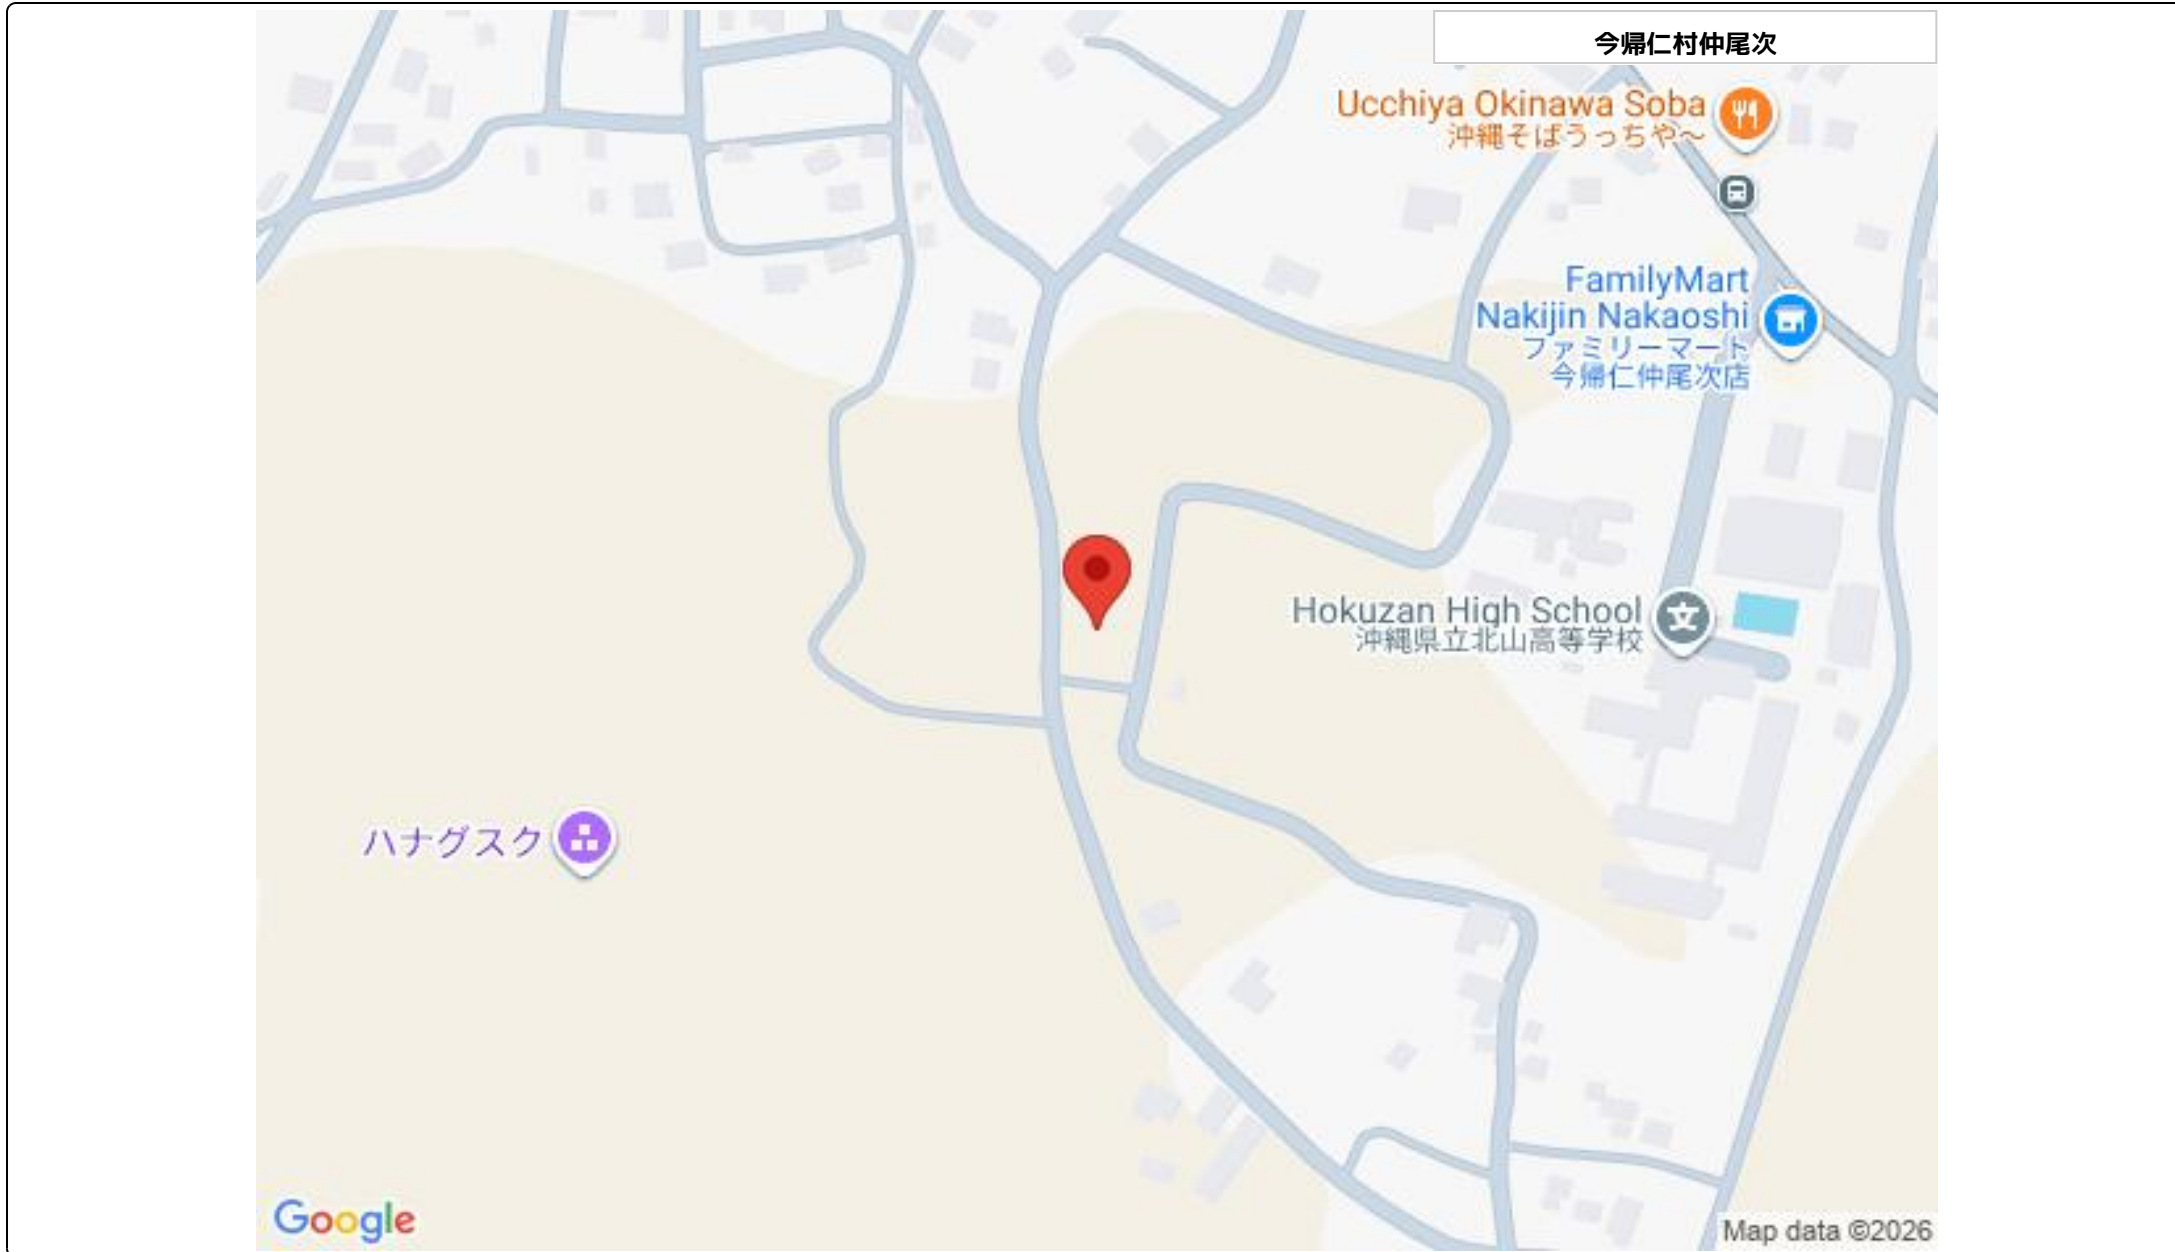 今帰仁村仲尾次
Ucchiya Okinawa Soba
沖縄そばうっちや～
FamilyMart
Nakijin Nakaoshi
ファミリーマート
今帰仁仲尾次店
Hokuzan High School
沖縄県立北山高等学校
ハナグスク
Google
Map data ©2026